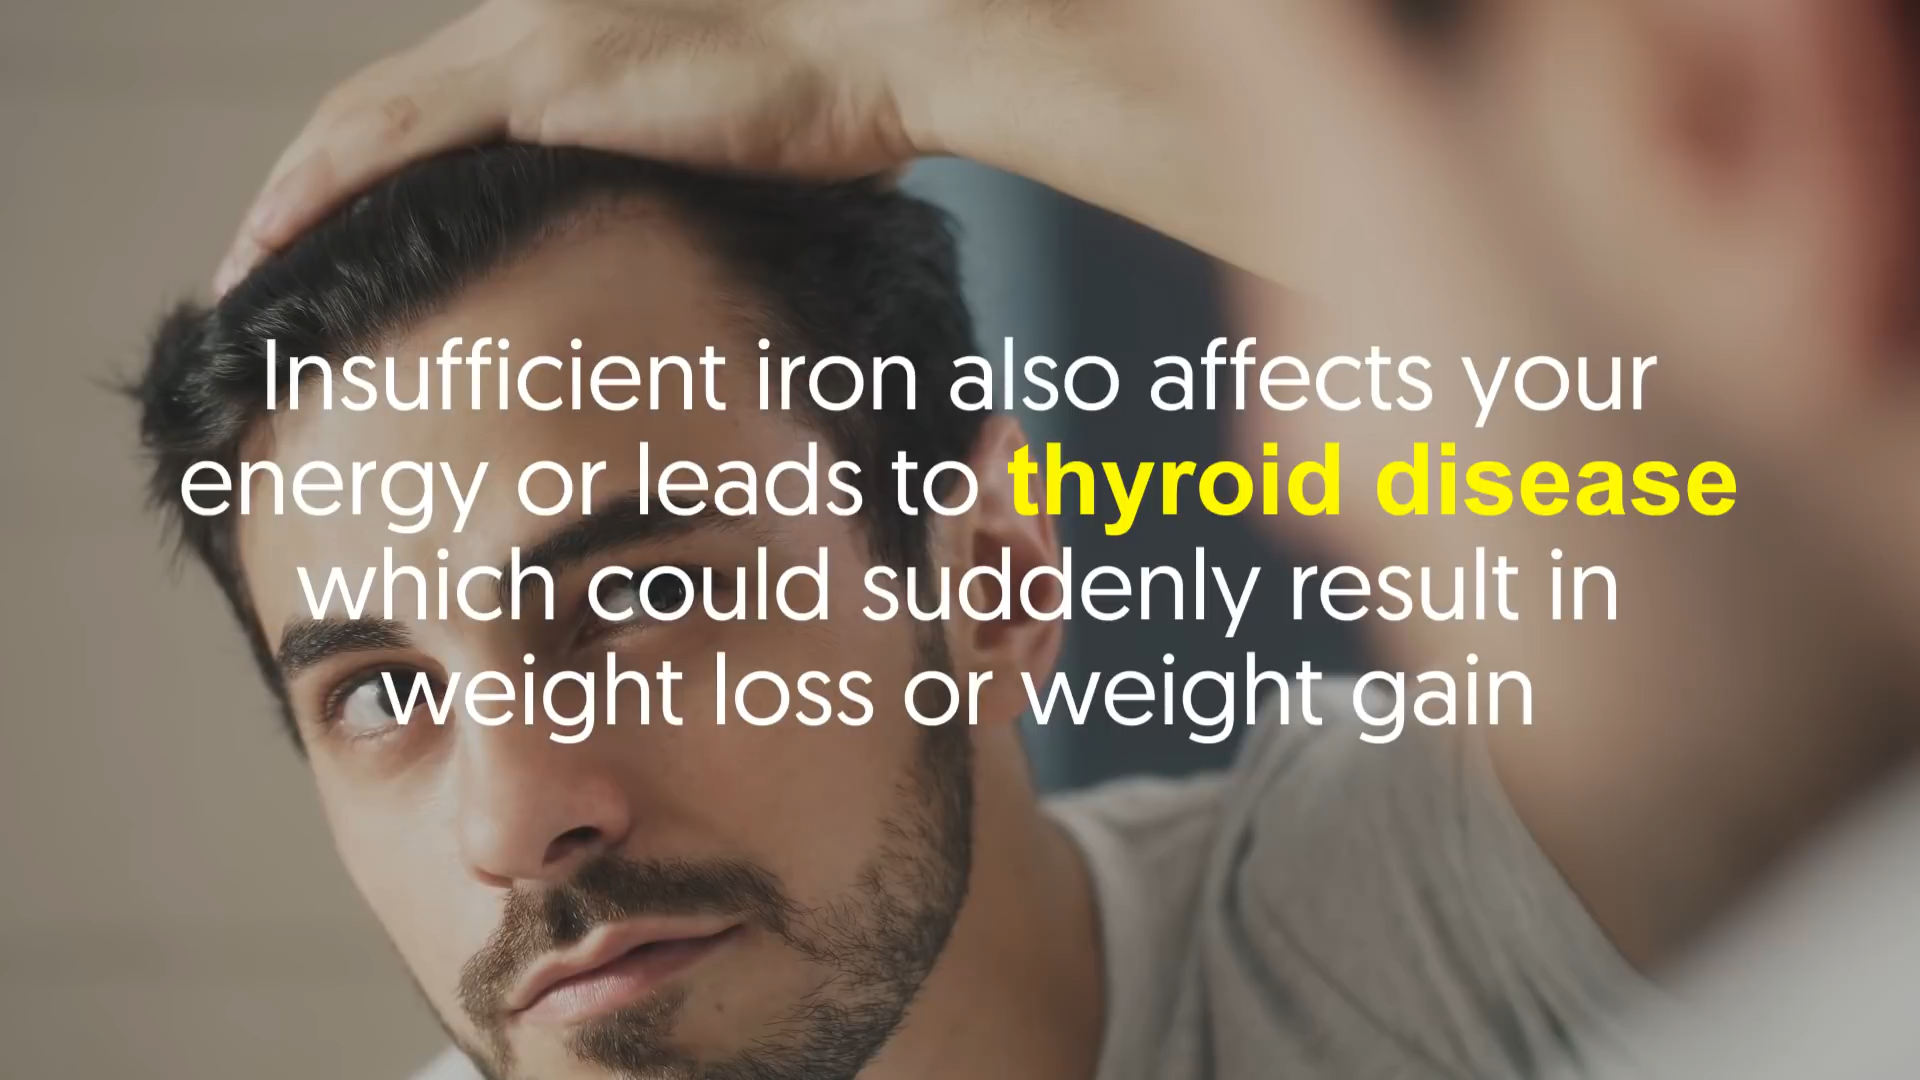 Insufficient iron also affects your
energy or leads to thyroid disease
which could suddenly result in
weight loss or weight gain